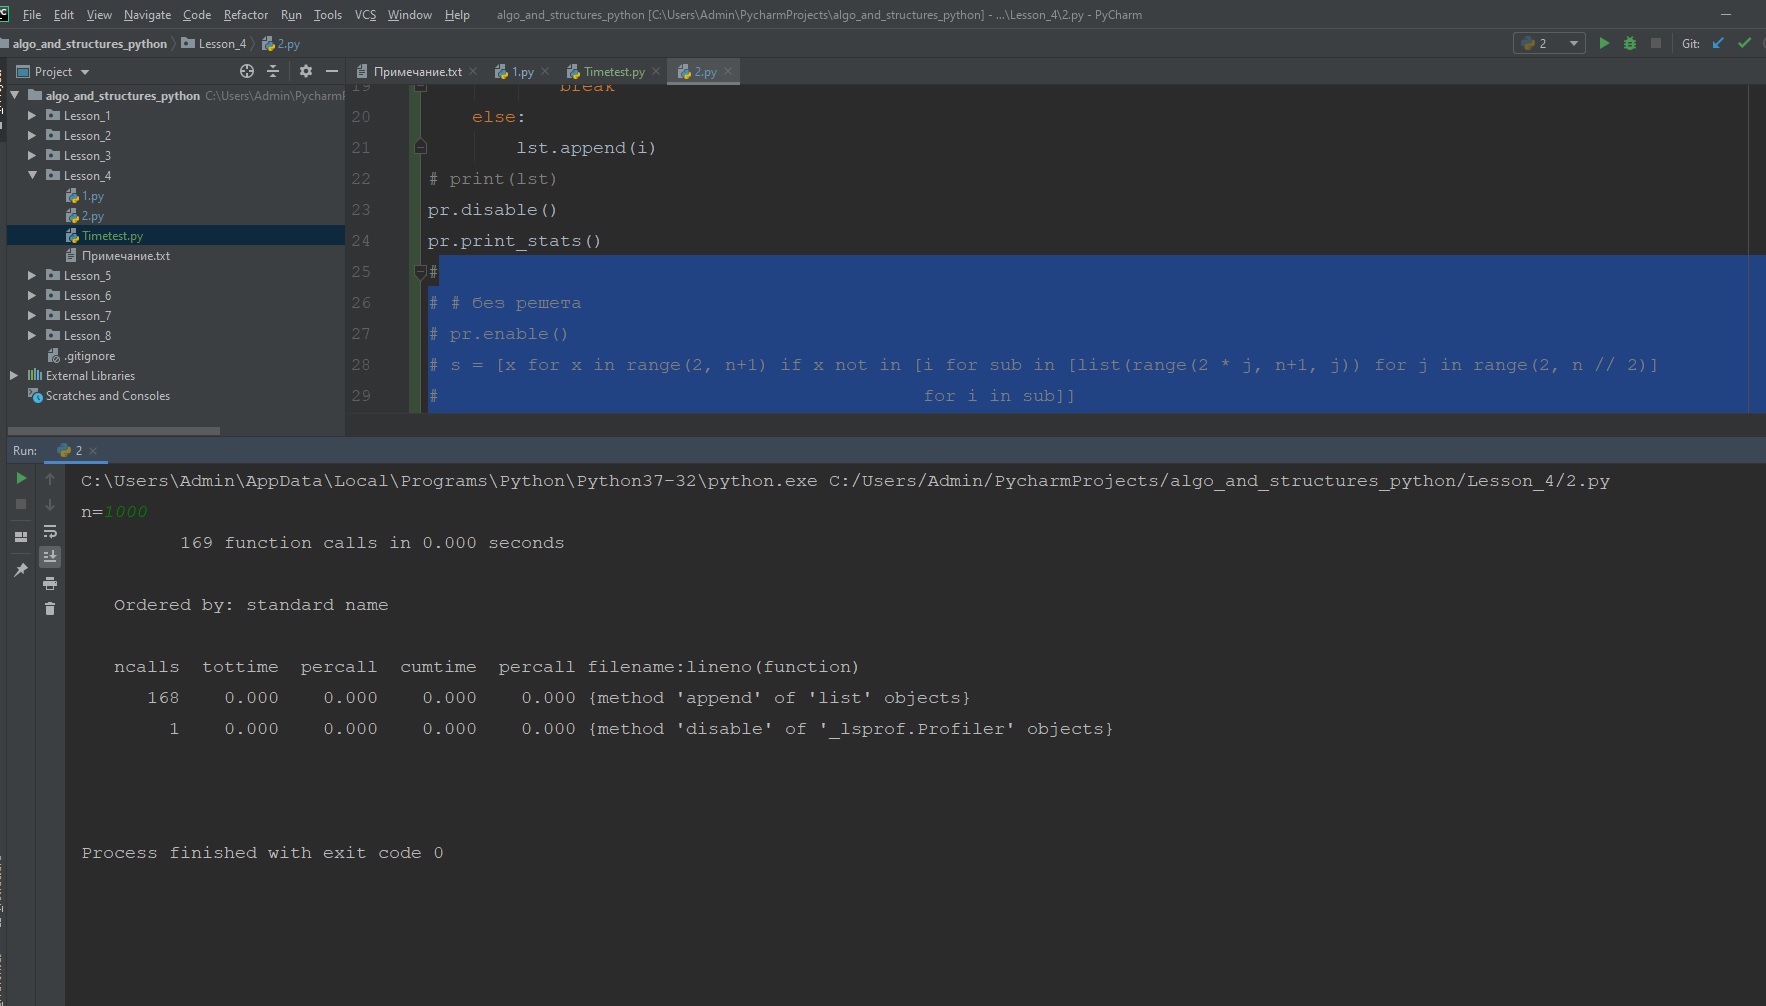 File Edit View Navigate Code Refactor Run Tools VCS Window Help algo_and_structures_python [C:\Users\Admin\PycharmProjects\algo_and_structures_python] - ...\Lesson_4\2.py - PyCharm
algo_and_structures_python Lesson_4 2.py 2 Git:
Project Примечание.txt 1.py Timetest.py 2.py
algo_and_structures_python C:\Users\Admin\PycharmP
Lesson_1
Lesson_2
Lesson_3
Lesson_4
1.py
2.py
Timetest.py
Примечание.txt
Lesson_5
Lesson_6
Lesson_7
Lesson_8
.gitignore
External Libraries
Scratches and Consoles
19 break
20 else:
21 lst.append(i)
22 # print(lst)
23 pr.disable()
24 pr.print_stats()
25 #
26 # # без решета
27 # pr.enable()
28 # s = [x for x in range(2, n+1) if x not in [i for sub in [list(range(2 * j, n+1, j)) for j in range(2, n // 2)]
29 # for i in sub]]
Run: 2
C:\Users\Admin\AppData\Local\Programs\Python\Python37-32\python.exe C:/Users/Admin/PycharmProjects/algo_and_structures_python/Lesson_4/2.py
n=1000
169 function calls in 0.000 seconds
Ordered by: standard name
ncalls tottime percall cumtime percall filename:lineno(function)
168 0.000 0.000 0.000 0.000 {method 'append' of 'list' objects}
1 0.000 0.000 0.000 0.000 {method 'disable' of '_lsprof.Profiler' objects}
Process finished with exit code 0